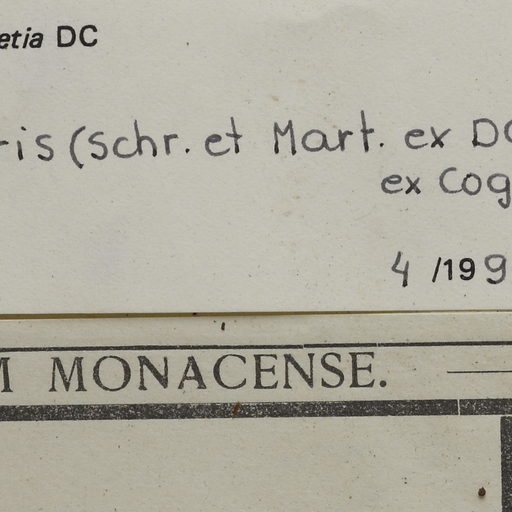 etia DC
ris (Schr. et Mart. ex DC
ex Cog
4 /199
M MONACENSE.